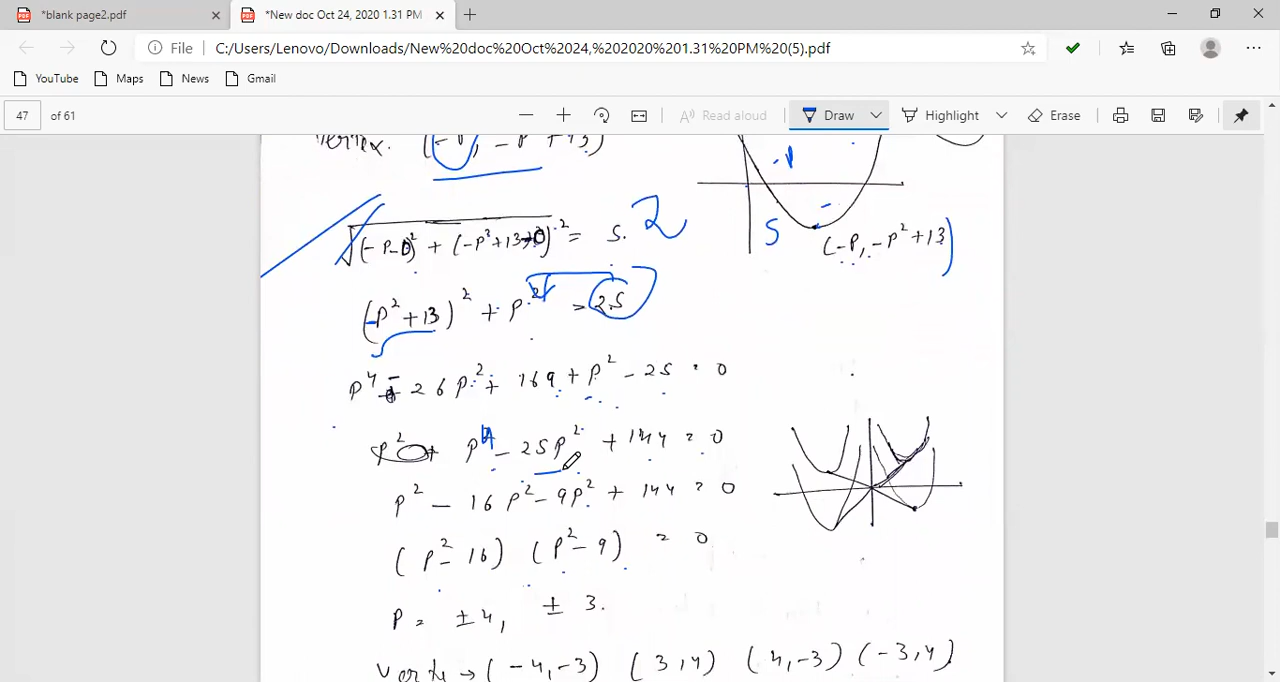 *blank page2.pdf
*New doc Oct 24, 2020 1.31 PM
File
C:/Users/Lenovo/Downloads/New%20doc%20Oct%2024,%202020%201.31%20PM%20(5).pdf
YouTube
Maps
News
Gmail
47 of 61
Read aloud
Draw
Highlight
Erase
Vertex. (-P, -P² + 13)
√(-P-0)² + (-P²+13-0)² = 5. 2
-P
5
(-P, -P²+13)
(-P² + 13)² + P² = 25
P⁴ - 26P² + 169 + P² - 25 = 0
P⁴ - 25P² + 144 = 0
P² - 16P² - 9P² + 144 = 0
(P² - 16) (P² - 9) = 0
P = ±4, ± 3.
Vertex → (-4,-3) (3,4) (4,-3) (-3,4)